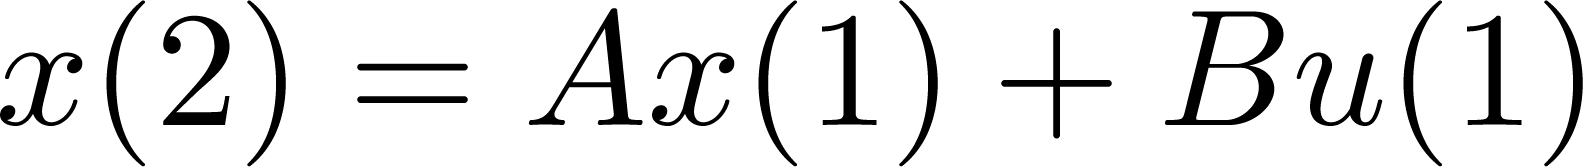 x(2) = Ax(1) + Bu(1)